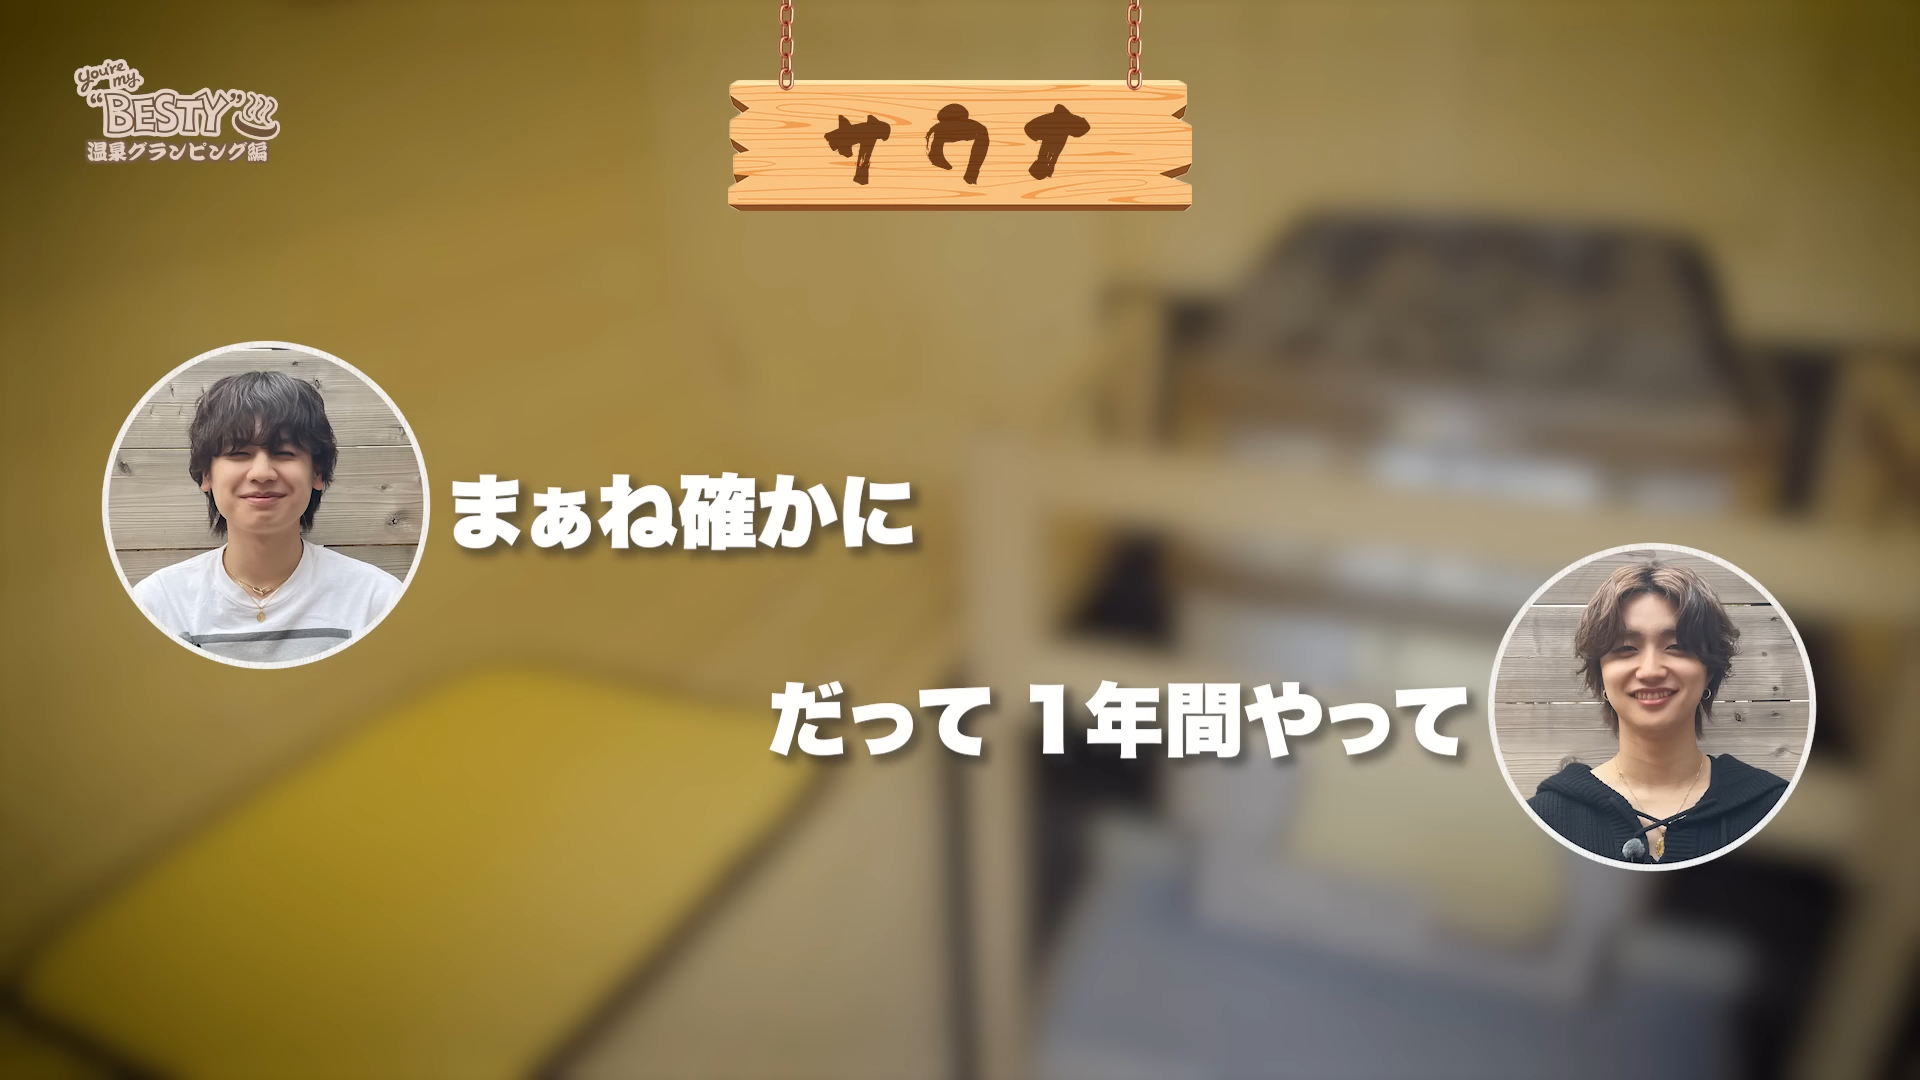 you're
my
"BESTY"
温泉グランピング編
サウナ
まぁね確かに
だって 1年間やって